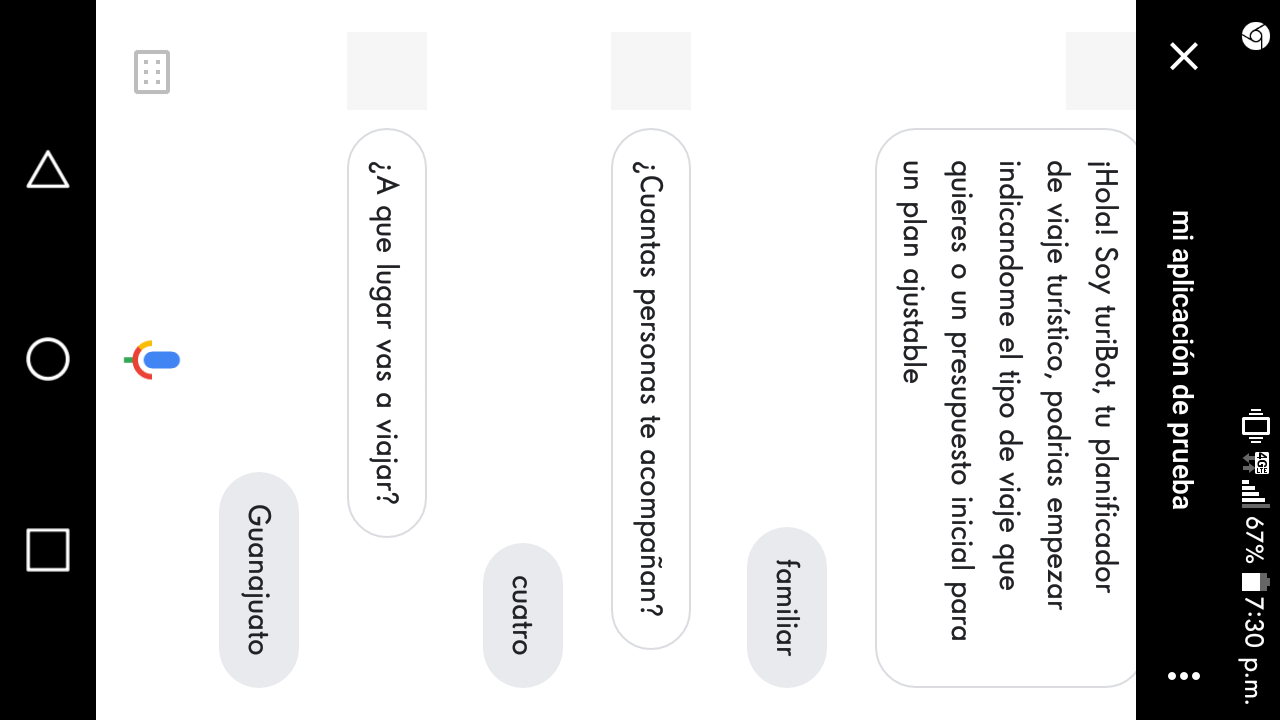 4G 67% 7:30 p.m.
mi aplicación de prueba
¡Hola! Soy turiBot, tu planificador
de viaje turístico, podrias empezar
indicandome el tipo de viaje que
quieres o un presupuesto inicial para
un plan ajustable
familiar
¿Cuantas personas te acompañan?
cuatro
¿A que lugar vas a viajar?
Guanajuato